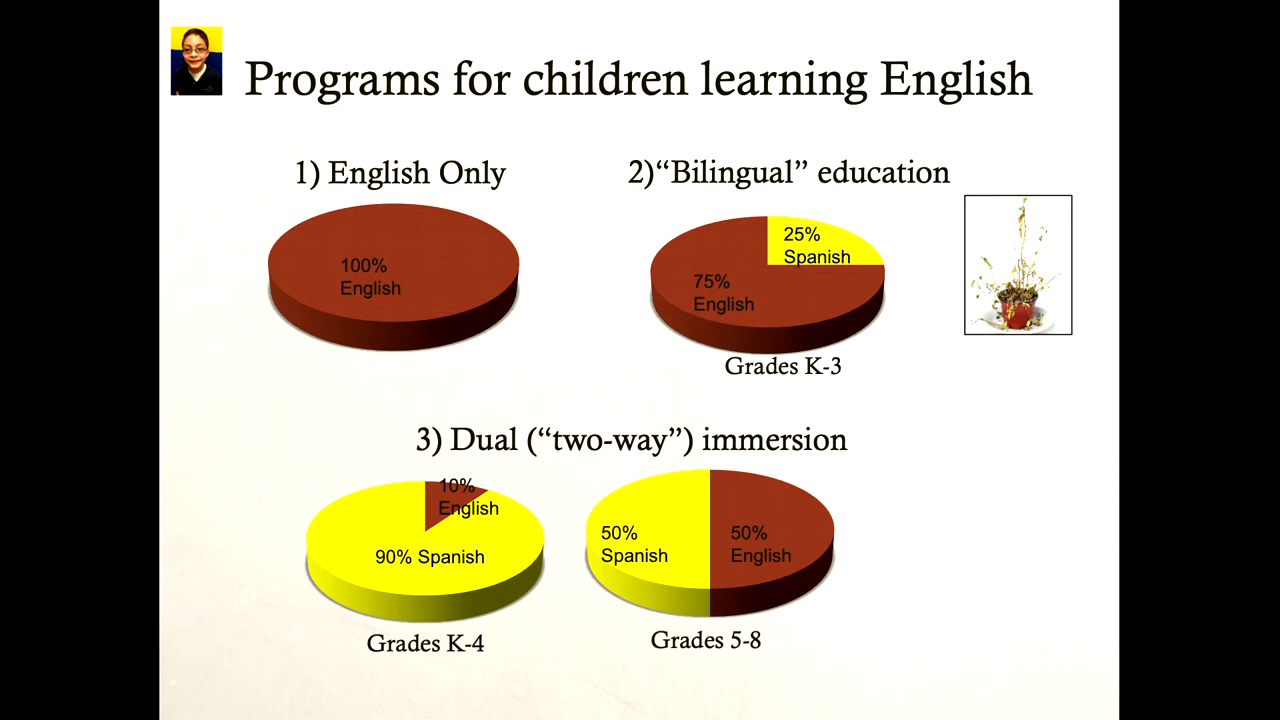 Programs for children learning English
1) English Only
100%
English
2)“Bilingual” education
25%
Spanish
75%
English
Grades K-3
3) Dual (“two-way”) immersion
10%
English
90% Spanish
Grades K-4
50%
Spanish
50%
English
Grades 5-8